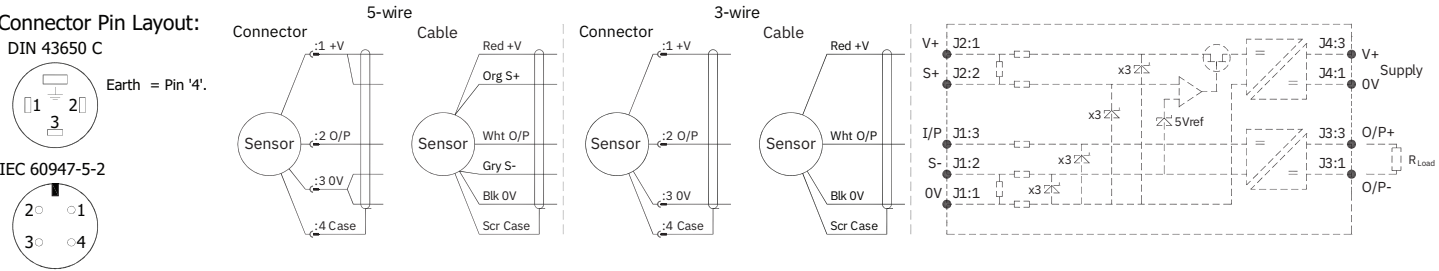 Connector Pin Layout:
DIN 43650 C
1 2
3
Earth = Pin '4'.
IEC 60947-5-2
2 1
3 4
5-wire
Connector
Sensor
:1 +V
:2 O/P
:3 0V
:4 Case
Cable
Sensor
Red +V
Org S+
Wht O/P
Gry S-
Blk 0V
Scr Case
3-wire
Connector
Sensor
:1 +V
:2 O/P
:3 0V
:4 Case
Cable
Sensor
Red +V
Wht O/P
Blk 0V
Scr Case
V+ J2:1
S+ J2:2
I/P J1:3
S- J1:2
0V J1:1
x3
x3
5Vref
x3
x3
J4:3 V+
Supply
J4:1 0V
J3:3 O/P+
RLoad
J3:1 O/P-